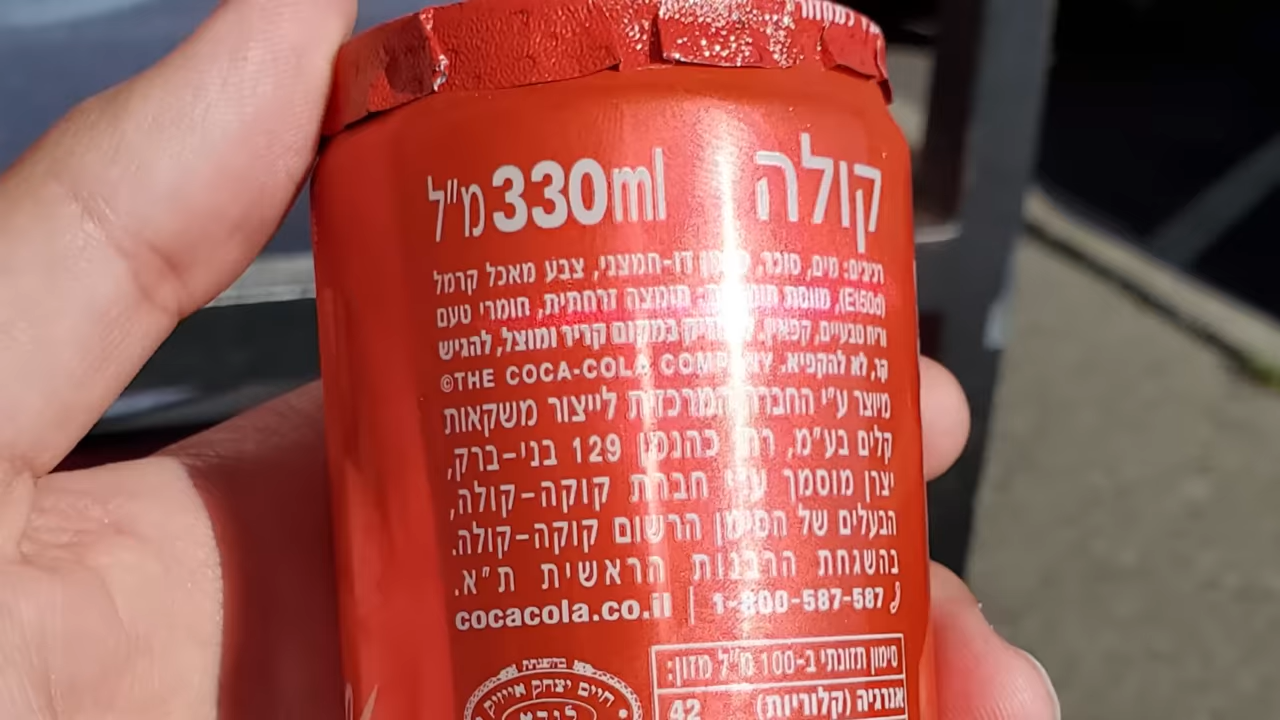 למחזור
קולה 330ml מ"ל
רכיבים: מים, סוכר, דו-חמצני, צבע מאכל קרמל
(E150d), מווסת חומצה זרחתית, חומרי טעם
וריח טבעיים, קפאין. במקום קריר ומוצל, להגיש
קר, לא להקפיא. ©THE COCA-COLA COMPANY
מיוצר ע"י החברה המרכזית לייצור משקאות
קלים בע"מ, רח' כהנמן 129 בני-ברק,
יצרן מוסמך ע"י חברת קוקה-קולה,
הבעלים של הסימן הרשום קוקה-קולה.
בהשגחת הרבנות הראשית ת"א.
1-800-587-587 | cocacola.co.il
סימון תזונתי ב-100 מ"ל מזון:
אנרגיה (קלוריות) 42
בהשגחת
חיים יצחק אייזיק
לנדא